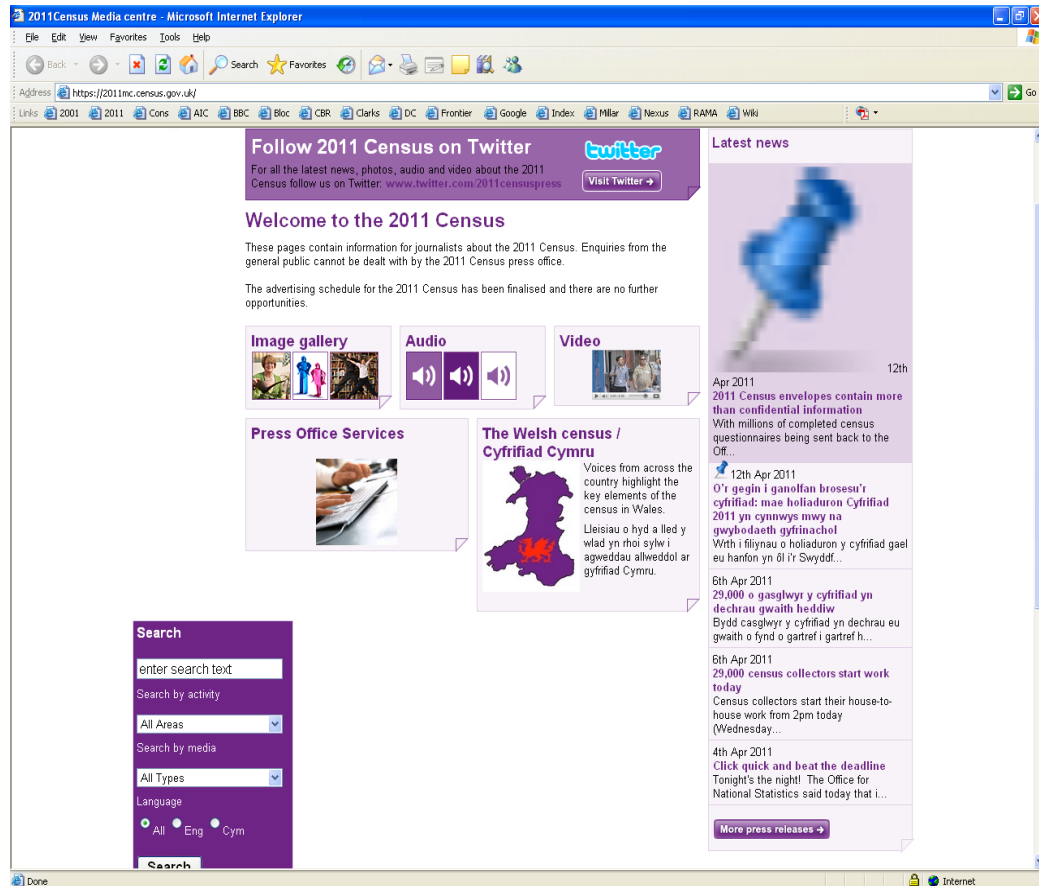 2011Census Media centre - Microsoft Internet Explorer
File Edit View Favorites Tools Help
Back Search Favorites
Address https://2011mc.census.gov.uk/ Go
Links 2001 2011 Cons AIC BBC Bloc CBR Clarks DC Frontier Google Index Millar Nexus RAMA Wiki
Follow 2011 Census on Twitter
For all the latest news, photos, audio and video about the 2011
Census follow us on Twitter: www.twitter.com/2011censuspress
twitter
Visit Twitter →
Welcome to the 2011 Census
These pages contain information for journalists about the 2011 Census. Enquiries from the
general public cannot be dealt with by the 2011 Census press office.
The advertising schedule for the 2011 Census has been finalised and there are no further
opportunities.
Image gallery
Audio
Video
Press Office Services
The Welsh census /
Cyfrifiad Cymru
Voices from across the
country highlight the
key elements of the
census in Wales.
Lleisiau o hyd a lled y
wlad yn rhoi sylw i
agweddau allweddol ar
gyfrifiad Cymru.
Search
enter search text
Search by activity
All Areas
Search by media
All Types
Language
All Eng Cym
Search
Latest news
12th
Apr 2011
2011 Census envelopes contain more
than confidential information
With millions of completed census
questionnaires being sent back to the
Off...
12th Apr 2011
O'r gegin i ganolfan brosesu'r
cyfrifiad: mae holiaduron Cyfrifiad
2011 yn cynnwys mwy na
gwybodaeth gyfrinachol
Wrth i filiynau o holiaduron y cyfrifiad gael
eu hanfon yn ôl i'r Swyddf...
6th Apr 2011
29,000 o gasglwyr y cyfrifiad yn
dechrau gwaith heddiw
Bydd casglwyr y cyfrifiad yn dechrau eu
gwaith o fynd o gartref i gartref h...
6th Apr 2011
29,000 census collectors start work
today
Census collectors start their house-to-
house work from 2pm today
(Wednesday...
4th Apr 2011
Click quick and beat the deadline
Tonight's the night! The Office for
National Statistics said today that i...
More press releases →
Done Internet